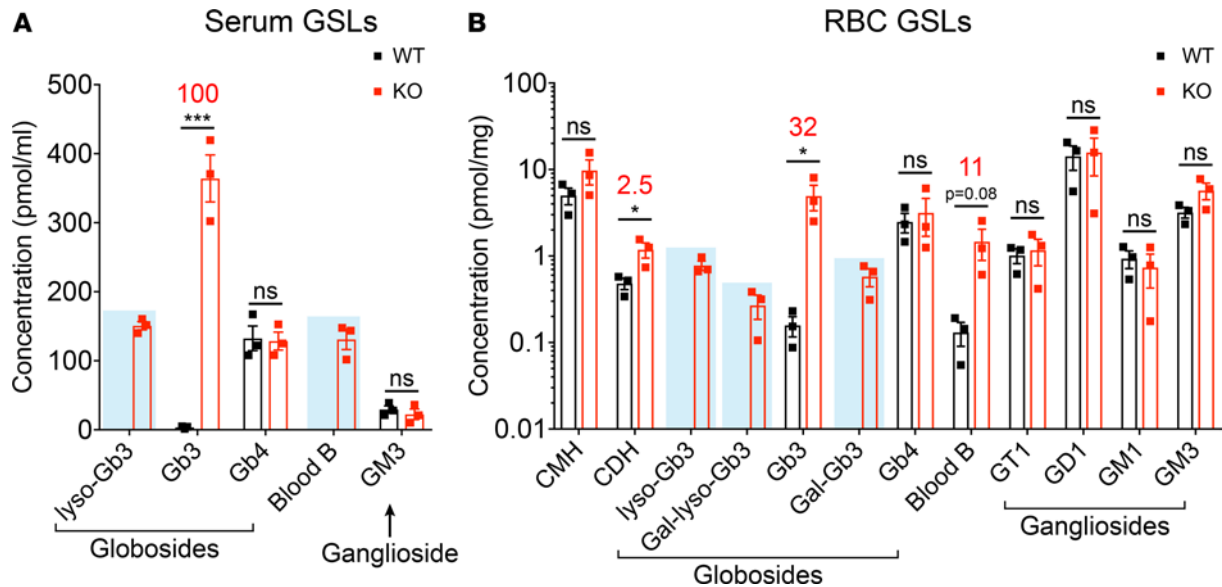 A
Serum GSLs
WT
KO
Concentration (pmol/ml)
500
400
300
200
100
0
100
***
ns
ns
lyso-Gb3
Gb3
Gb4
Blood B
GM3
Globosides
Ganglioside
B
RBC GSLs
WT
KO
Concentration (pmol/mg)
100
10
1
0.1
0.01
ns
2.5
*
32
*
ns
11
p=0.08
ns
ns
ns
ns
CMH
CDH
lyso-Gb3
Gal-lyso-Gb3
Gb3
Gal-Gb3
Gb4
Blood B
GT1
GD1
GM1
GM3
Globosides
Gangliosides